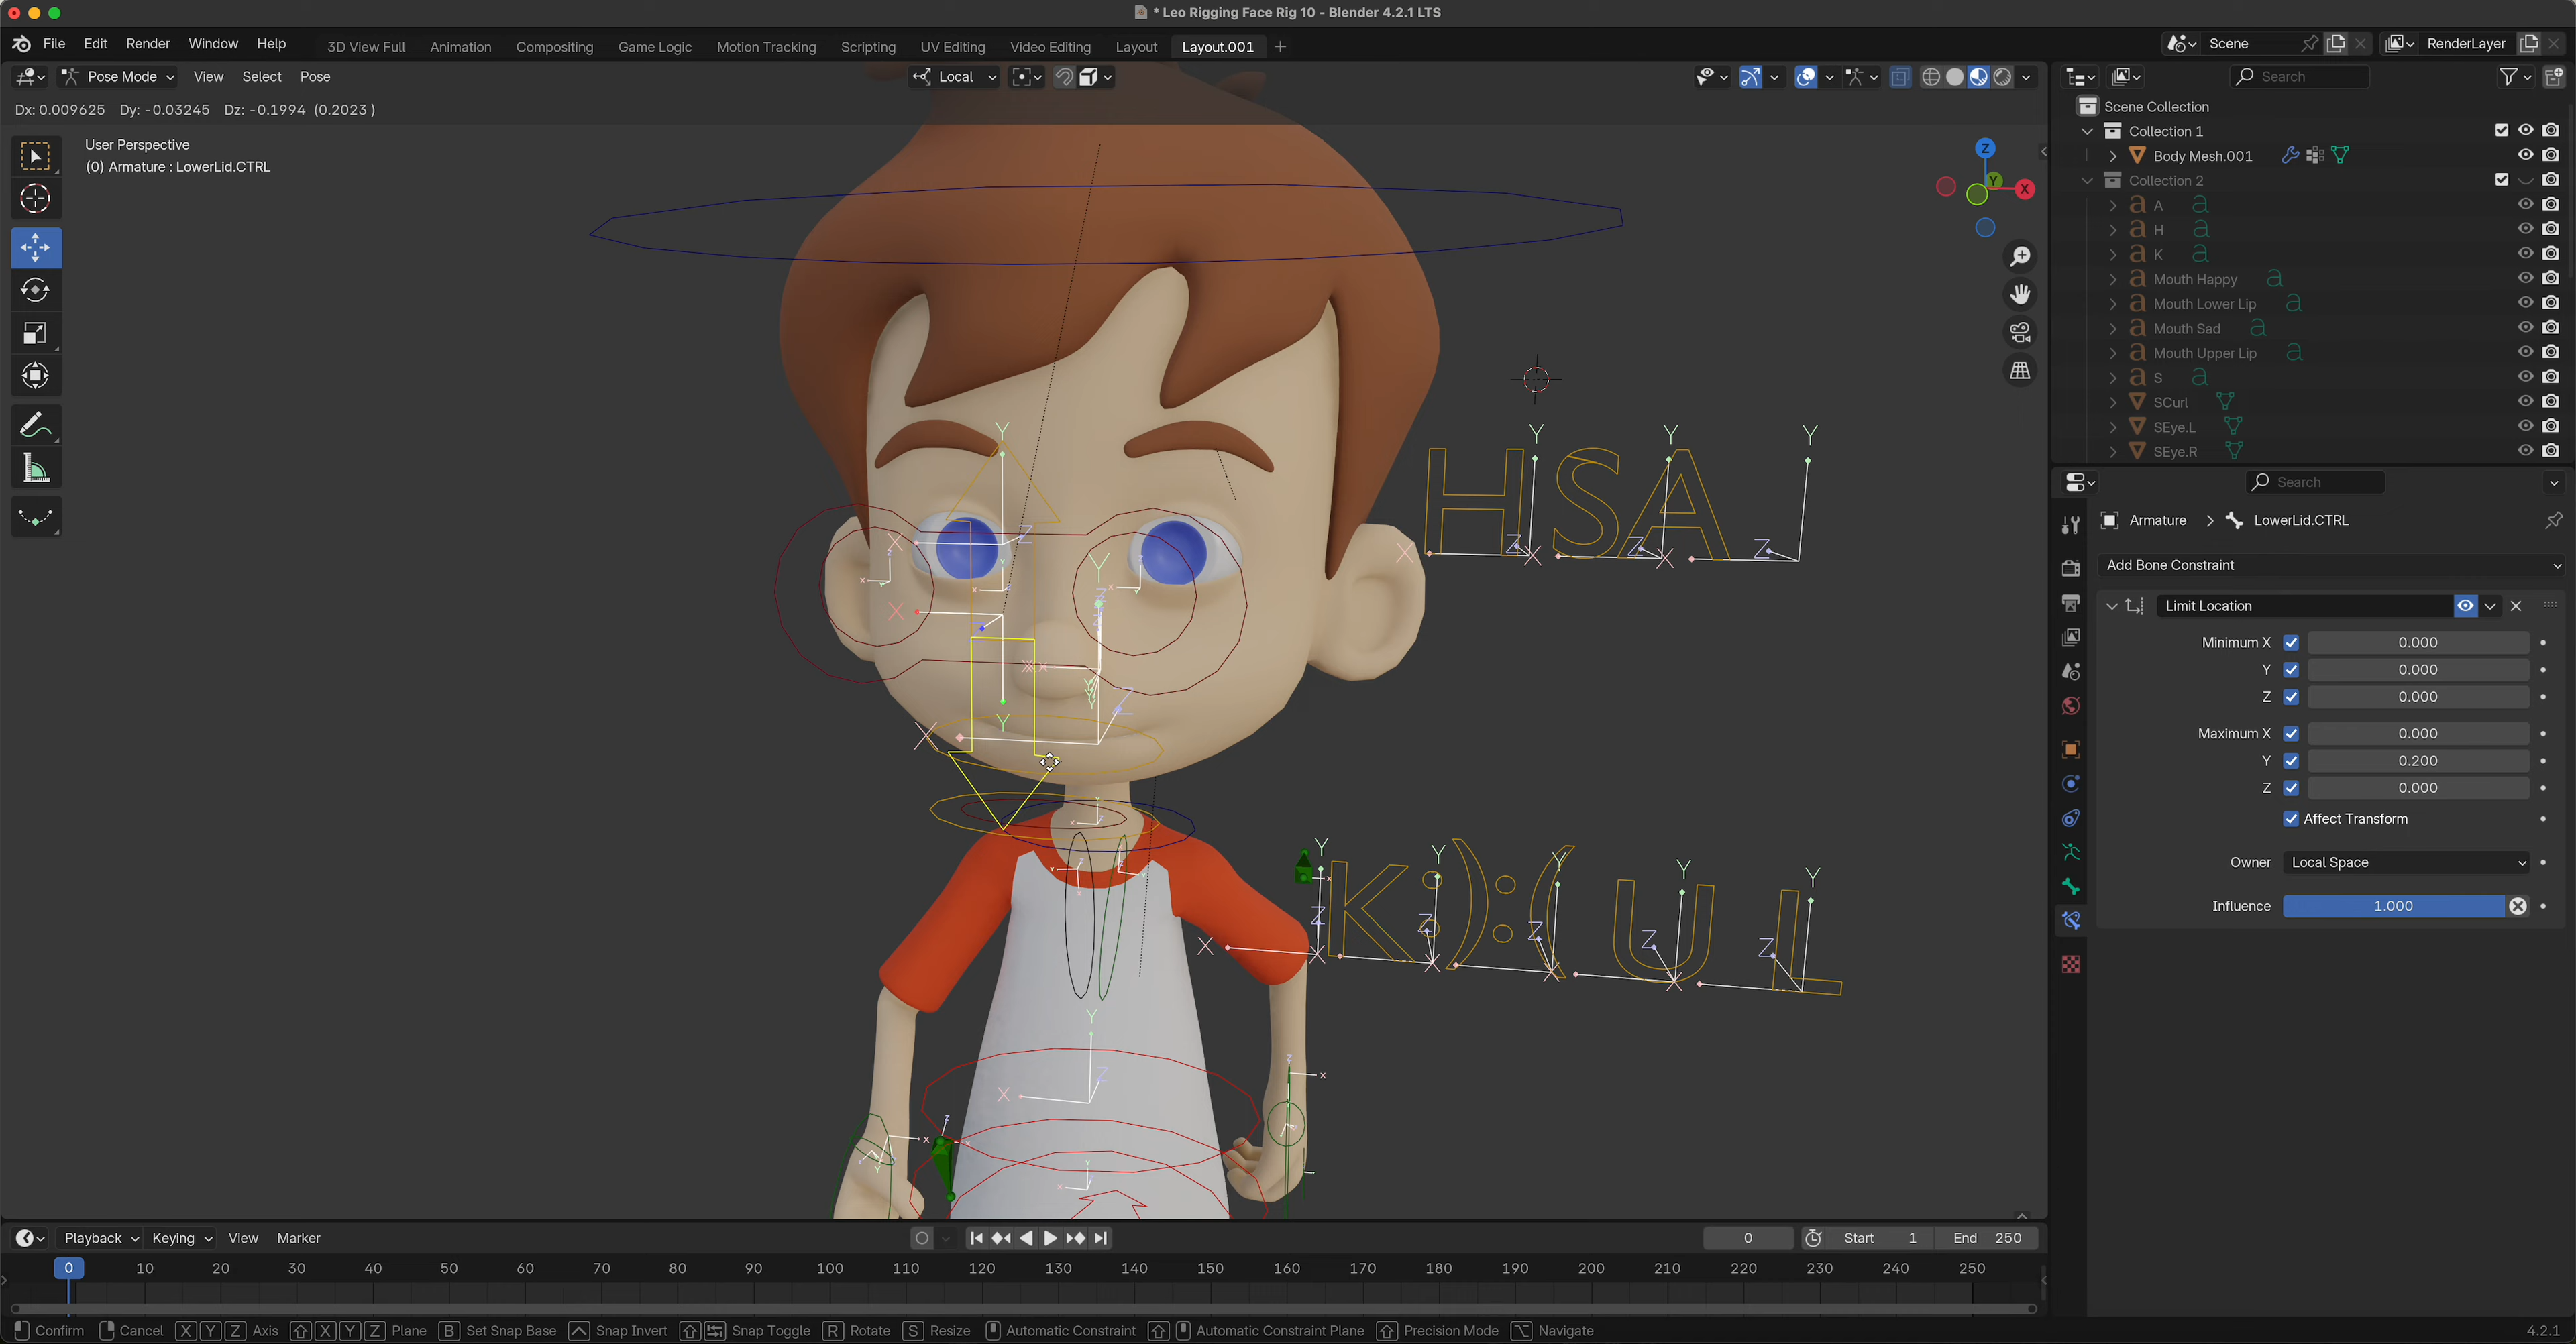 * Leo Rigging Face Rig 10 - Blender 4.2.1 LTS
File Edit Render Window Help 3D View Full Animation Compositing Game Logic Motion Tracking Scripting UV Editing Video Editing Layout Layout.001 + Scene RenderLayer
Pose Mode View Select Pose Local Search
Dx: 0.009625 Dy: -0.03245 Dz: -0.1994 (0.2023 )
User Perspective
(0) Armature : LowerLid.CTRL
Scene Collection
Collection 1
Body Mesh.001
Collection 2
A
H
K
Mouth Happy
Mouth Lower Lip
Mouth Sad
Mouth Upper Lip
S
SCurl
SEye.L
SEye.R
Z
Y
X
H S A
K :) :( U L
Search
Armature > LowerLid.CTRL
Add Bone Constraint
Limit Location
Minimum X 0.000
Y 0.000
Z 0.000
Maximum X 0.000
Y 0.200
Z 0.000
Affect Transform
Owner Local Space
Influence 1.000
Playback Keying View Marker 0 Start 1 End 250
0 10 20 30 40 50 60 70 80 90 100 110 120 130 140 150 160 170 180 190 200 210 220 230 240 250
Confirm Cancel X Y Z Axis X Y Z Plane B Set Snap Base Snap Invert Snap Toggle R Rotate S Resize Automatic Constraint Automatic Constraint Plane Precision Mode Navigate 4.2.1